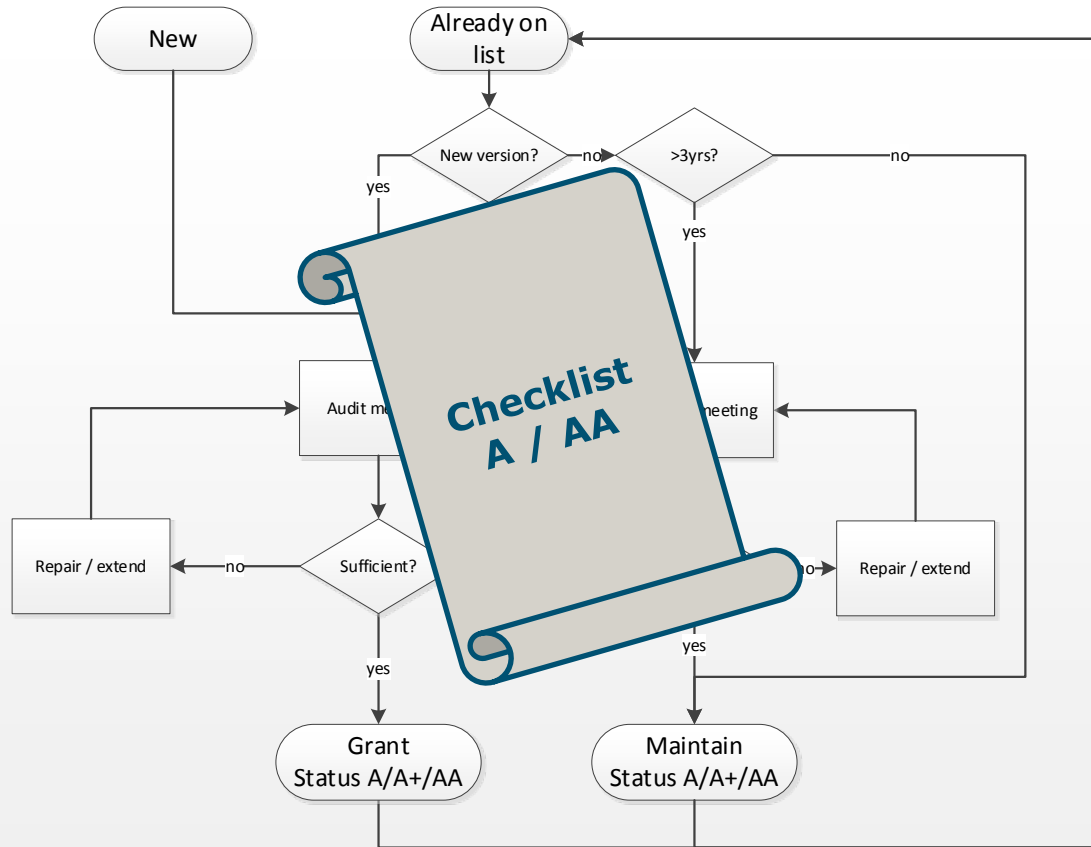 New
Already on
list
New version?
no
>3yrs?
no
yes
yes
Checklist
A / AA
Audit
meeting
Repair / extend
no
Sufficient?
Repair / extend
yes
yes
Grant
Status A/A+/AA
Maintain
Status A/A+/AA